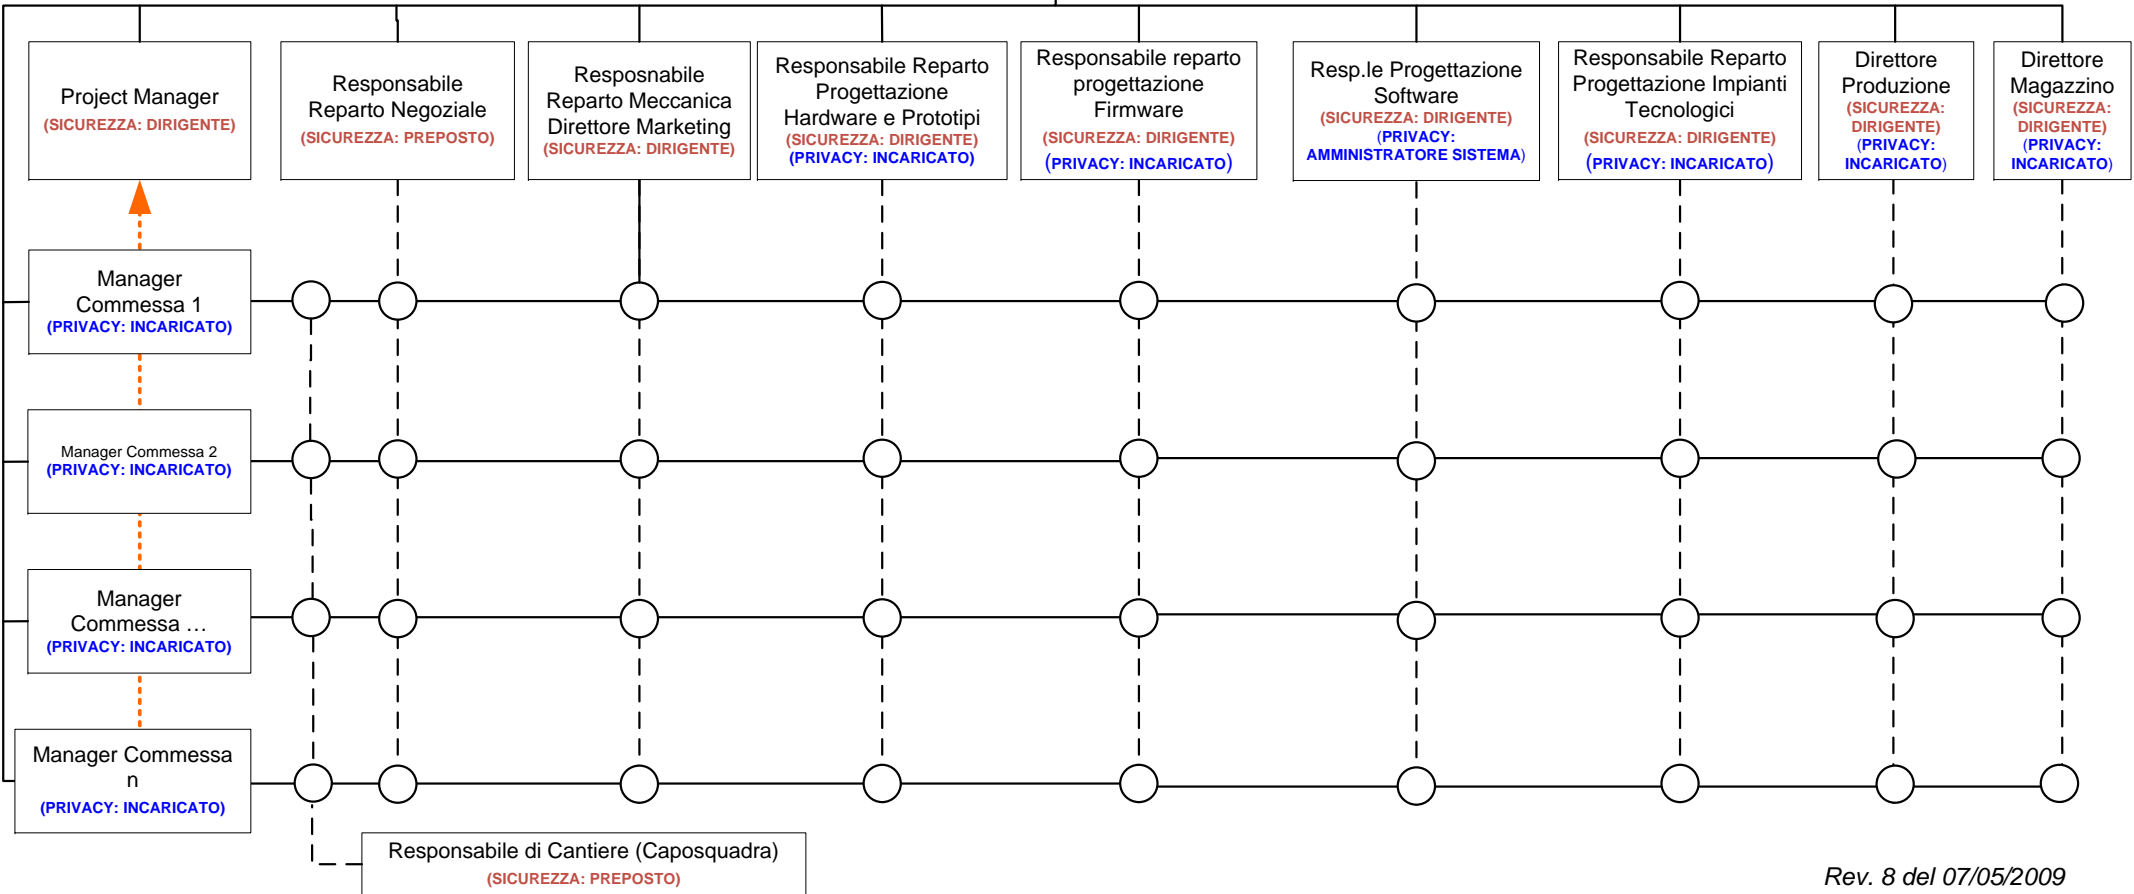 Project Manager
(SICUREZZA: DIRIGENTE)
Responsabile
Reparto Negoziale
(SICUREZZA: PREPOSTO)
Resposnabile
Reparto Meccanica
Direttore Marketing
(SICUREZZA: DIRIGENTE)
Responsabile Reparto
Progettazione
Hardware e Prototipi
(SICUREZZA: DIRIGENTE)
(PRIVACY: INCARICATO)
Responsabile reparto
progettazione
Firmware
(SICUREZZA: DIRIGENTE)
(PRIVACY: INCARICATO)
Resp.le Progettazione
Software
(SICUREZZA: DIRIGENTE)
(PRIVACY:
AMMINISTRATORE SISTEMA)
Responsabile Reparto
Progettazione Impianti
Tecnologici
(SICUREZZA: DIRIGENTE)
(PRIVACY: INCARICATO)
Direttore
Produzione
(SICUREZZA:
DIRIGENTE)
(PRIVACY:
INCARICATO)
Direttore
Magazzino
(SICUREZZA:
DIRIGENTE)
(PRIVACY:
INCARICATO)
Manager
Commessa 1
(PRIVACY: INCARICATO)
Manager Commessa 2
(PRIVACY: INCARICATO)
Manager
Commessa …
(PRIVACY: INCARICATO)
Manager Commessa
n
(PRIVACY: INCARICATO)
Responsabile di Cantiere (Caposquadra)
(SICUREZZA: PREPOSTO)
Rev. 8 del 07/05/2009